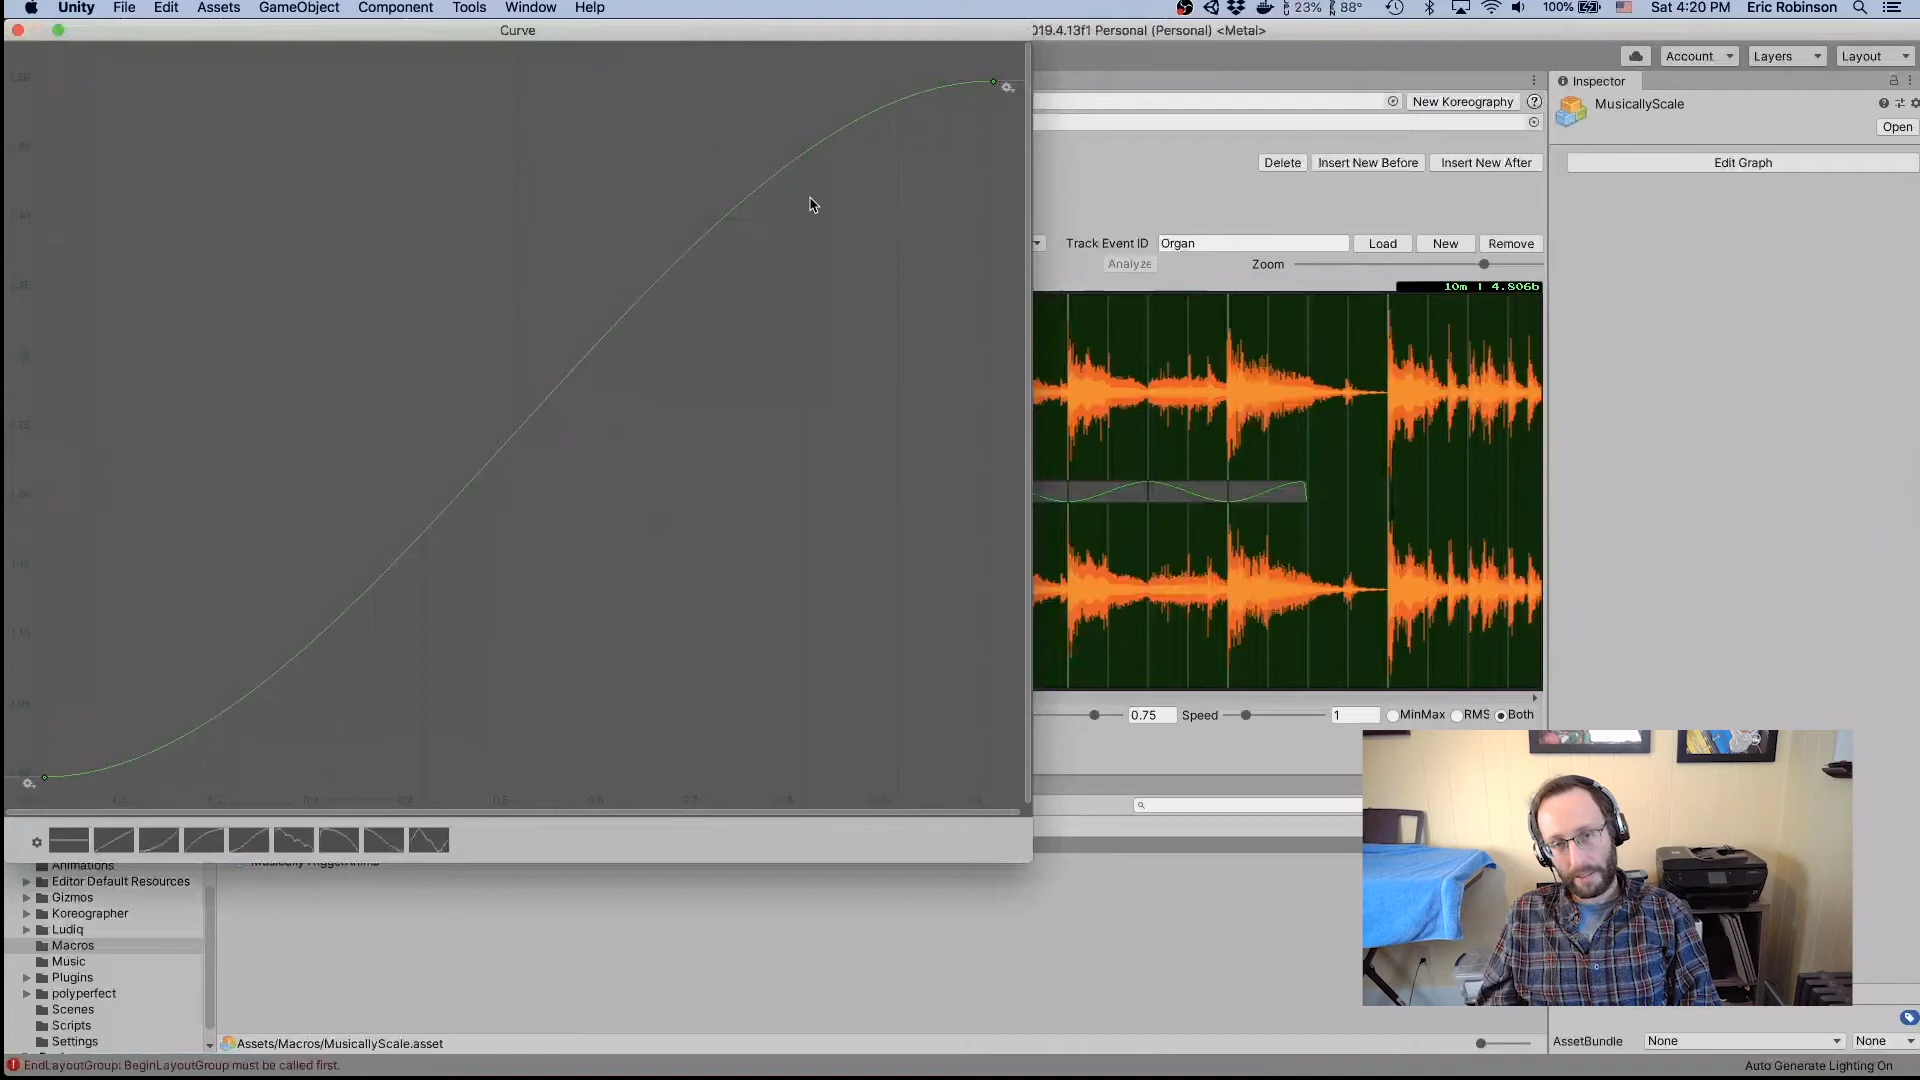 Unity File Edit Assets GameObject Component Tools Window Help
23% 88° 100% Sat 4:20 PM Eric Robinson
Curve
019.4.13f1 Personal (Personal) <Metal>
Account Layers Layout
Inspector
New Koreography
MusicallyScale
Open
Delete Insert New Before Insert New After
Edit Graph
Track Event ID Organ Load New Remove
Analyze Zoom
10m | 4.806b
0.75 Speed 1 MinMax RMS Both
Animations
Editor Default Resources
Gizmos
Koreographer
Ludiq
Macros
Music
Plugins
polyperfect
Scenes
Scripts
Settings
Assets/Macros/MusicallyScale.asset
AssetBundle None None
EndLayoutGroup: BeginLayoutGroup must be called first.
Auto Generate Lighting On